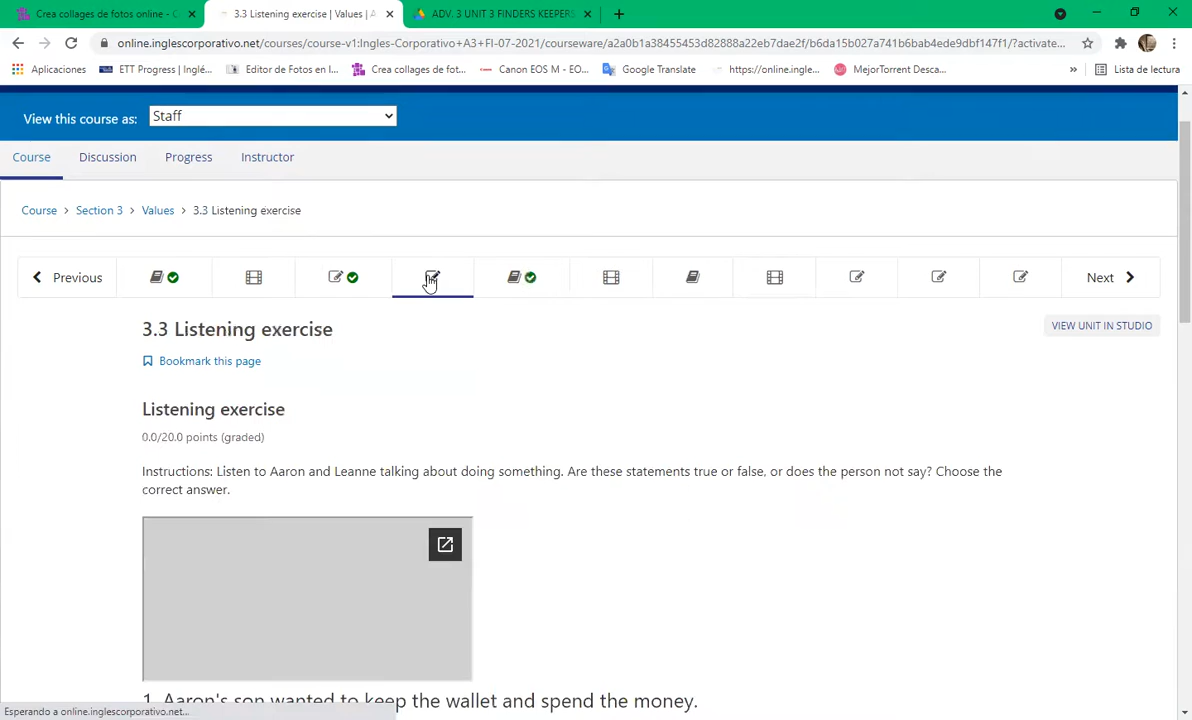 Crea collages de fotos online - C
3.3 Listening exercise | Values | A
ADV. 3 UNIT 3 FINDERS KEEPERS
online.inglescorporativo.net/courses/course-v1:Ingles-Corporativo+A3+FI-07-2021/courseware/a2a0b1a38455453d82888a22eb7dae2f/b6da15b027a741b6bab4ede9dbf147f1/?activate...
Aplicaciones
ETT Progress | Inglé...
Editor de Fotos en l...
Crea collages de fot...
Canon EOS M - EO...
Google Translate
https://online.ingle...
MejorTorrent Desca...
»
Lista de lectura
View this course as:
Staff
Course
Discussion
Progress
Instructor
Course > Section 3 > Values > 3.3 Listening exercise
Previous
Next
3.3 Listening exercise
VIEW UNIT IN STUDIO
Bookmark this page
Listening exercise
0.0/20.0 points (graded)
Instructions: Listen to Aaron and Leanne talking about doing something. Are these statements true or false, or does the person not say? Choose the
correct answer.
1. Aaron's son wanted to keep the wallet and spend the money.
Esperando a online.inglescorporativo.net...